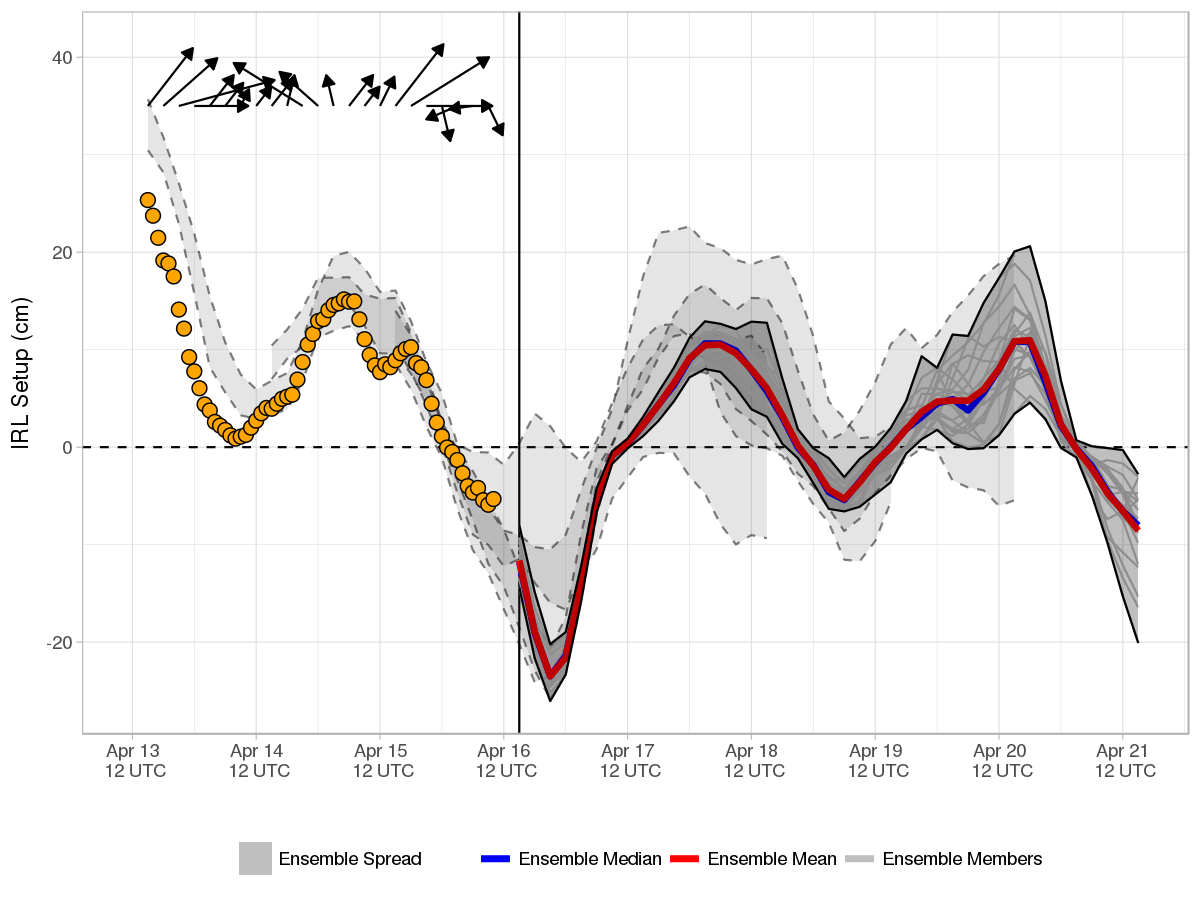 IRL Setup (cm)
40
20
0
-20
Apr 13 Apr 14 Apr 15 Apr 16 Apr 17 Apr 18 Apr 19 Apr 20 Apr 21
12 UTC 12 UTC 12 UTC 12 UTC 12 UTC 12 UTC 12 UTC 12 UTC 12 UTC
Ensemble Spread Ensemble Median Ensemble Mean Ensemble Members